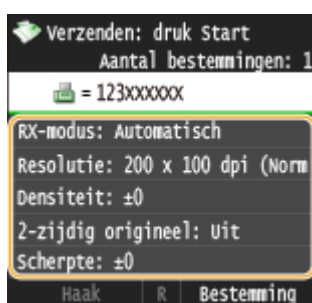 Verzenden: druk Start
Aantal bestemmingen: 1
= 123XXXXXX
RX-modus: Automatisch
Resolutie: 200 x 100 dpi (Norm
Densiteit: ±0
2-zijdig origineel: Uit
Scherpte: ±0
Haak R Bestemming